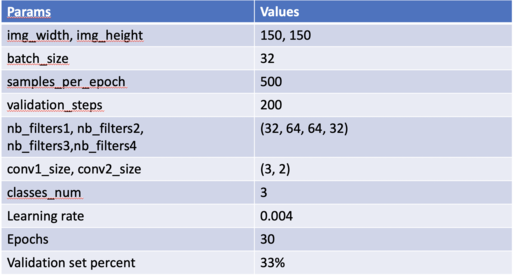 Params Values
img_width, img_height 150, 150
batch_size 32
samples_per_epoch 500
validation_steps 200
nb_filters1, nb_filters2, (32, 64, 64, 32)
nb_filters3,nb_filters4
conv1_size, conv2_size (3, 2)
classes_num 3
Learning rate 0.004
Epochs 30
Validation set percent 33%